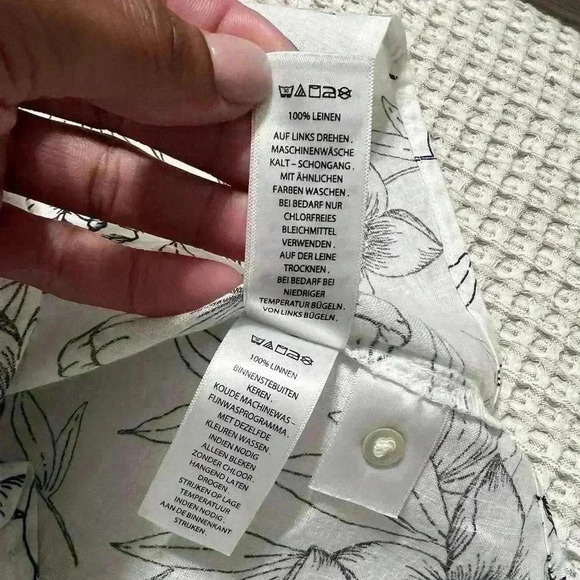 100% LEINEN
AUF LINKS DREHEN .
MASCHINENWÄSCHE
KALT – SCHONGANG .
MIT ÄHNLICHEN
FARBEN WASCHEN .
BEI BEDARF NUR
CHLORFREIES
BLEICHMITTEL
VERWENDEN .
AUF DER LEINE
TROCKNEN .
BEI BEDARF BEI
NIEDRIGER
TEMPERATUR BÜGELN .
VON LINKS BÜGELN .
100% LINNEN
BINNENSTEBUITEN
KEREN .
KOUDE MACHINEWAS –
FIJNWASPROGRAMMA .
MET DEZELFDE
KLEUREN WASSEN .
INDIEN NODIG
ALLEEN BLEKEN
ZONDER CHLOOR .
HANGEND LATEN
DROGEN .
STRIJKEN OP LAGE
TEMPERATUUR
INDIEN NODIG .
AAN DE BINNENKANT
STRIJKEN .